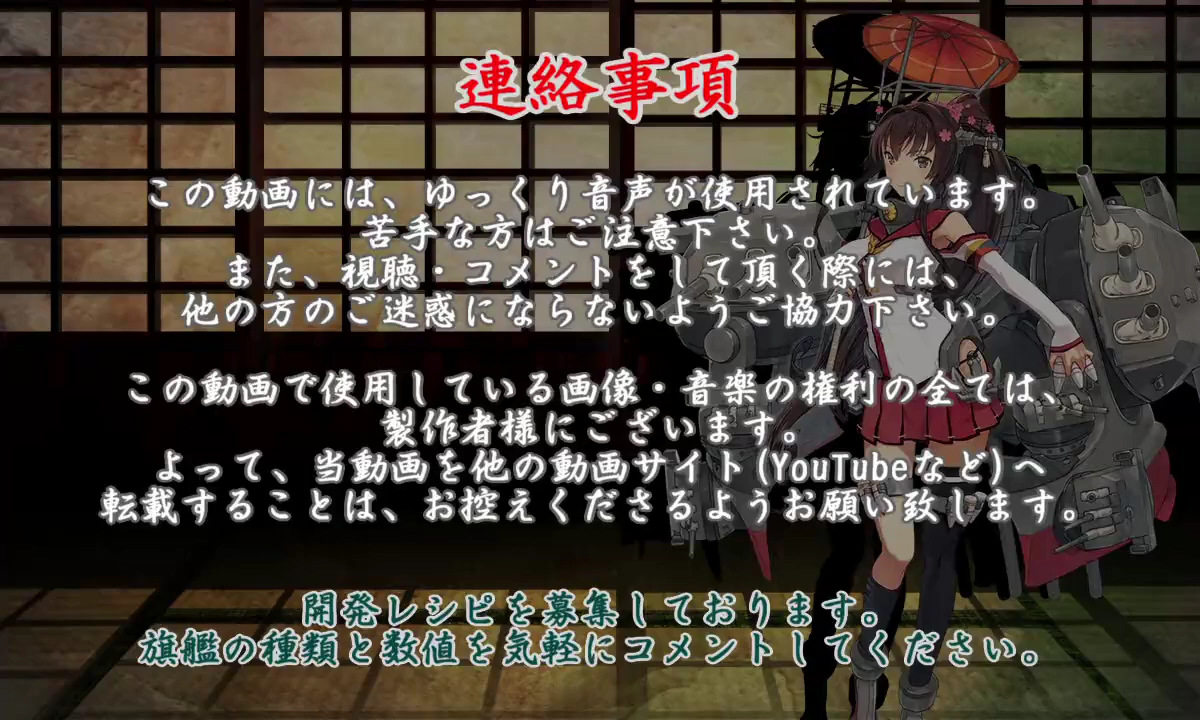 連絡事項
この動画には、ゆっくり音声が使用されています。
苦手な方はご注意下さい。
また、視聴・コメントをして頂く際には、
他の方のご迷惑にならないようご協力下さい。
この動画で使用している画像・音楽の権利の全ては、
製作者様にございます。
よって、当動画を他の動画サイト(YouTubeなど)へ
転載することは、お控えくださるようお願い致します。
開発レシピを募集しております。
旗艦の種類と数値を気軽にコメントしてください。